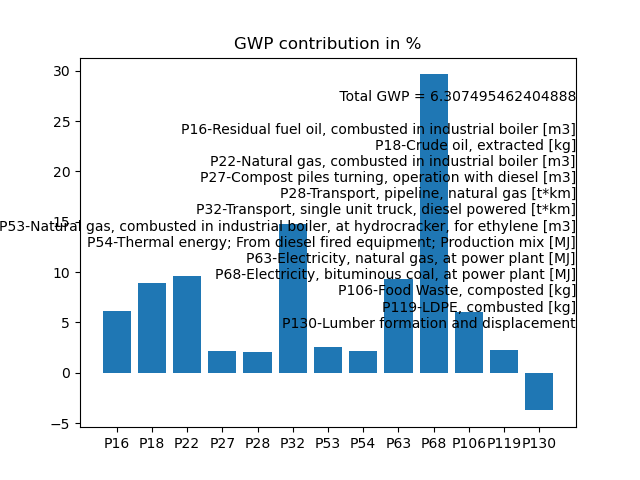 GWP contribution in %
30
25
20
15
10
5
0
−5
Total GWP = 6.307495462404888
P16-Residual fuel oil, combusted in industrial boiler [m3]
P18-Crude oil, extracted [kg]
P22-Natural gas, combusted in industrial boiler [m3]
P27-Compost piles turning, operation with diesel [m3]
P28-Transport, pipeline, natural gas [t*km]
P32-Transport, single unit truck, diesel powered [t*km]
P53-Natural gas, combusted in industrial boiler, at hydrocracker, for ethylene [m3]
P54-Thermal energy; From diesel fired equipment; Production mix [MJ]
P63-Electricity, natural gas, at power plant [MJ]
P68-Electricity, bituminous coal, at power plant [MJ]
P106-Food Waste, composted [kg]
P119-LDPE, combusted [kg]
P130-Lumber formation and displacement
P16 P18 P22 P27 P28 P32 P53 P54 P63 P68 P106 P119 P130